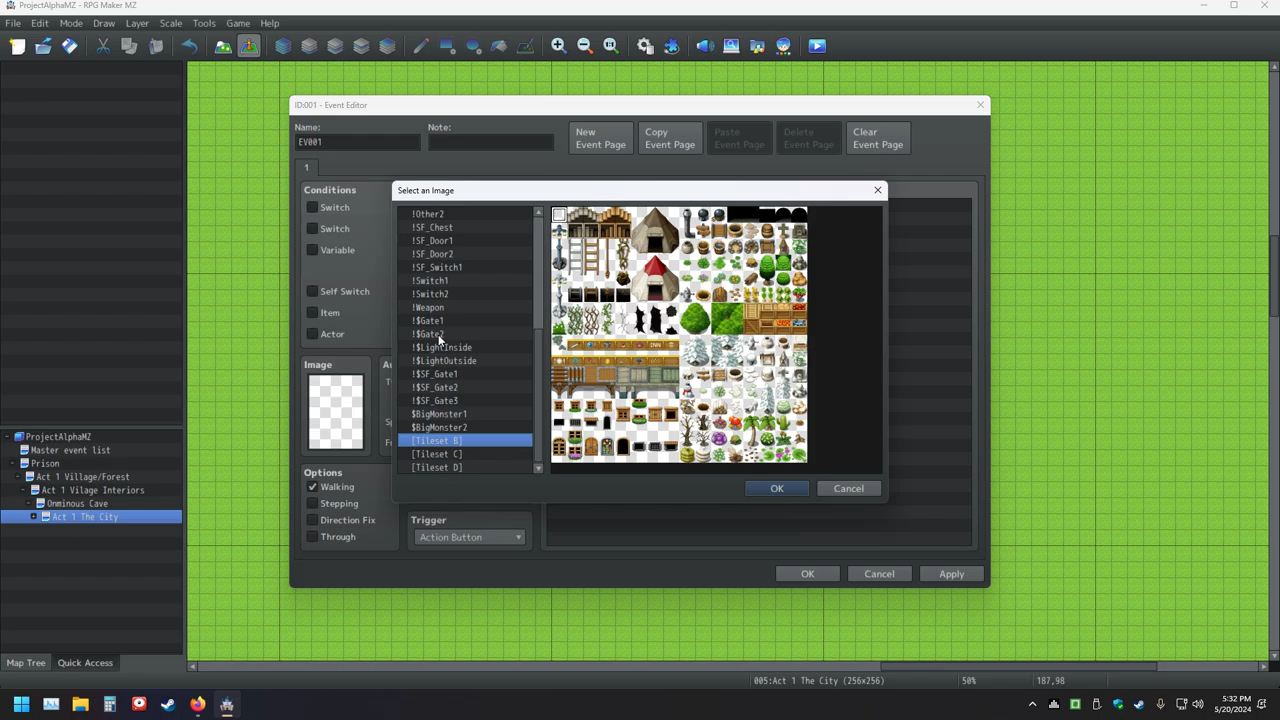 ProjectAlphaMZ - RPG Maker MZ
File Edit Mode Draw Layer Scale Tools Game Help
ID:001 - Event Editor
Name: Note:
EV001
New Event Page
Copy Event Page
Paste Event Page
Delete Event Page
Clear Event Page
1
Conditions
Switch
Switch
Variable
Self Switch
Item
Actor
Image
Options
Walking
Stepping
Direction Fix
Through
Trigger
Action Button
Select an Image
!Other2
!SF_Chest
!SF_Door1
!SF_Door2
!SF_Switch1
!Switch1
!Switch2
!Weapon
!$Gate1
!$Gate2
!$LightInside
!$LightOutside
!$SF_Gate1
!$SF_Gate2
!$SF_Gate3
$BigMonster1
$BigMonster2
[Tileset B]
[Tileset C]
[Tileset D]
INN
OK Cancel
OK Cancel Apply
ProjectAlphaMZ
Master event list
Prison
Act 1 Village/Forest
Act 1 Vilage Interiors
Onminous Cave
Act 1 The City
Map Tree Quick Access
005:Act 1 The City (256x256) 50% 187,98
5:32 PM
5/20/2024